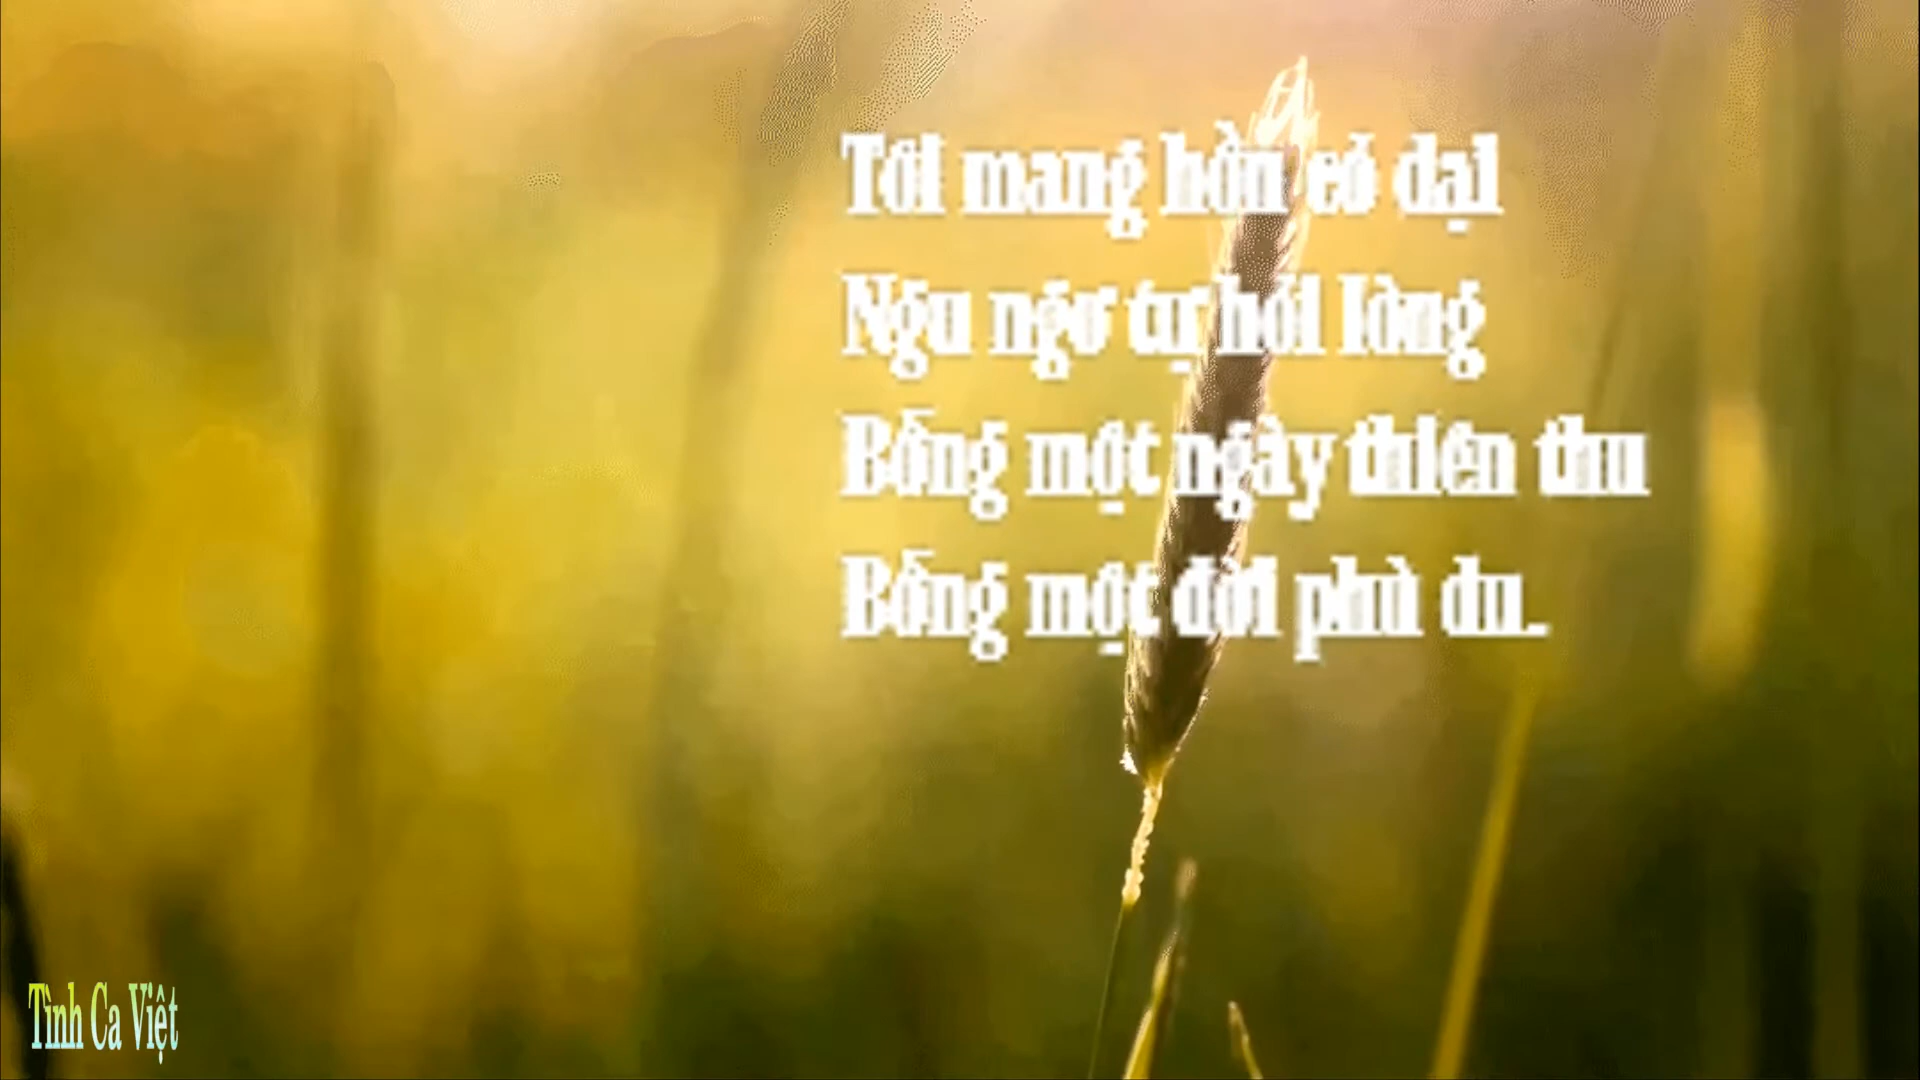 Tôi mang hồn cỏ dại
Ngu ngơ tự hỏi lòng
Bỗng một ngày thiên thu
Bỗng một đời phù du.
Tình Ca Việt